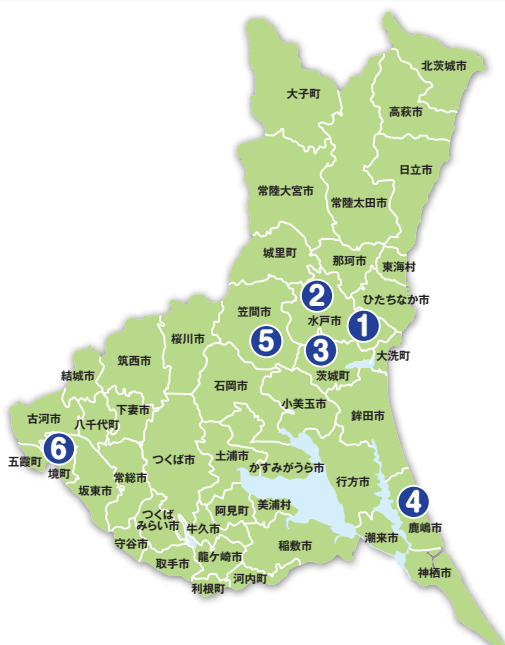 北茨城市
大子町
高萩市
日立市
常陸大宮市
常陸太田市
城里町
那珂市
東海村
2
ひたちなか市
笠間市
水戸市
1
桜川市
5
3
大洗町
筑西市
茨城町
結城市
石岡市
小美玉市
古河市
下妻市
八千代町
鉾田市
6
五霞町
境町
つくば市
土浦市
かすみがうら市
常総市
行方市
坂東市
4
美浦村
阿見町
つくば
みらい市
鹿嶋市
牛久市
潮来市
守谷市
稲敷市
龍ケ崎市
取手市
神栖市
河内町
利根町